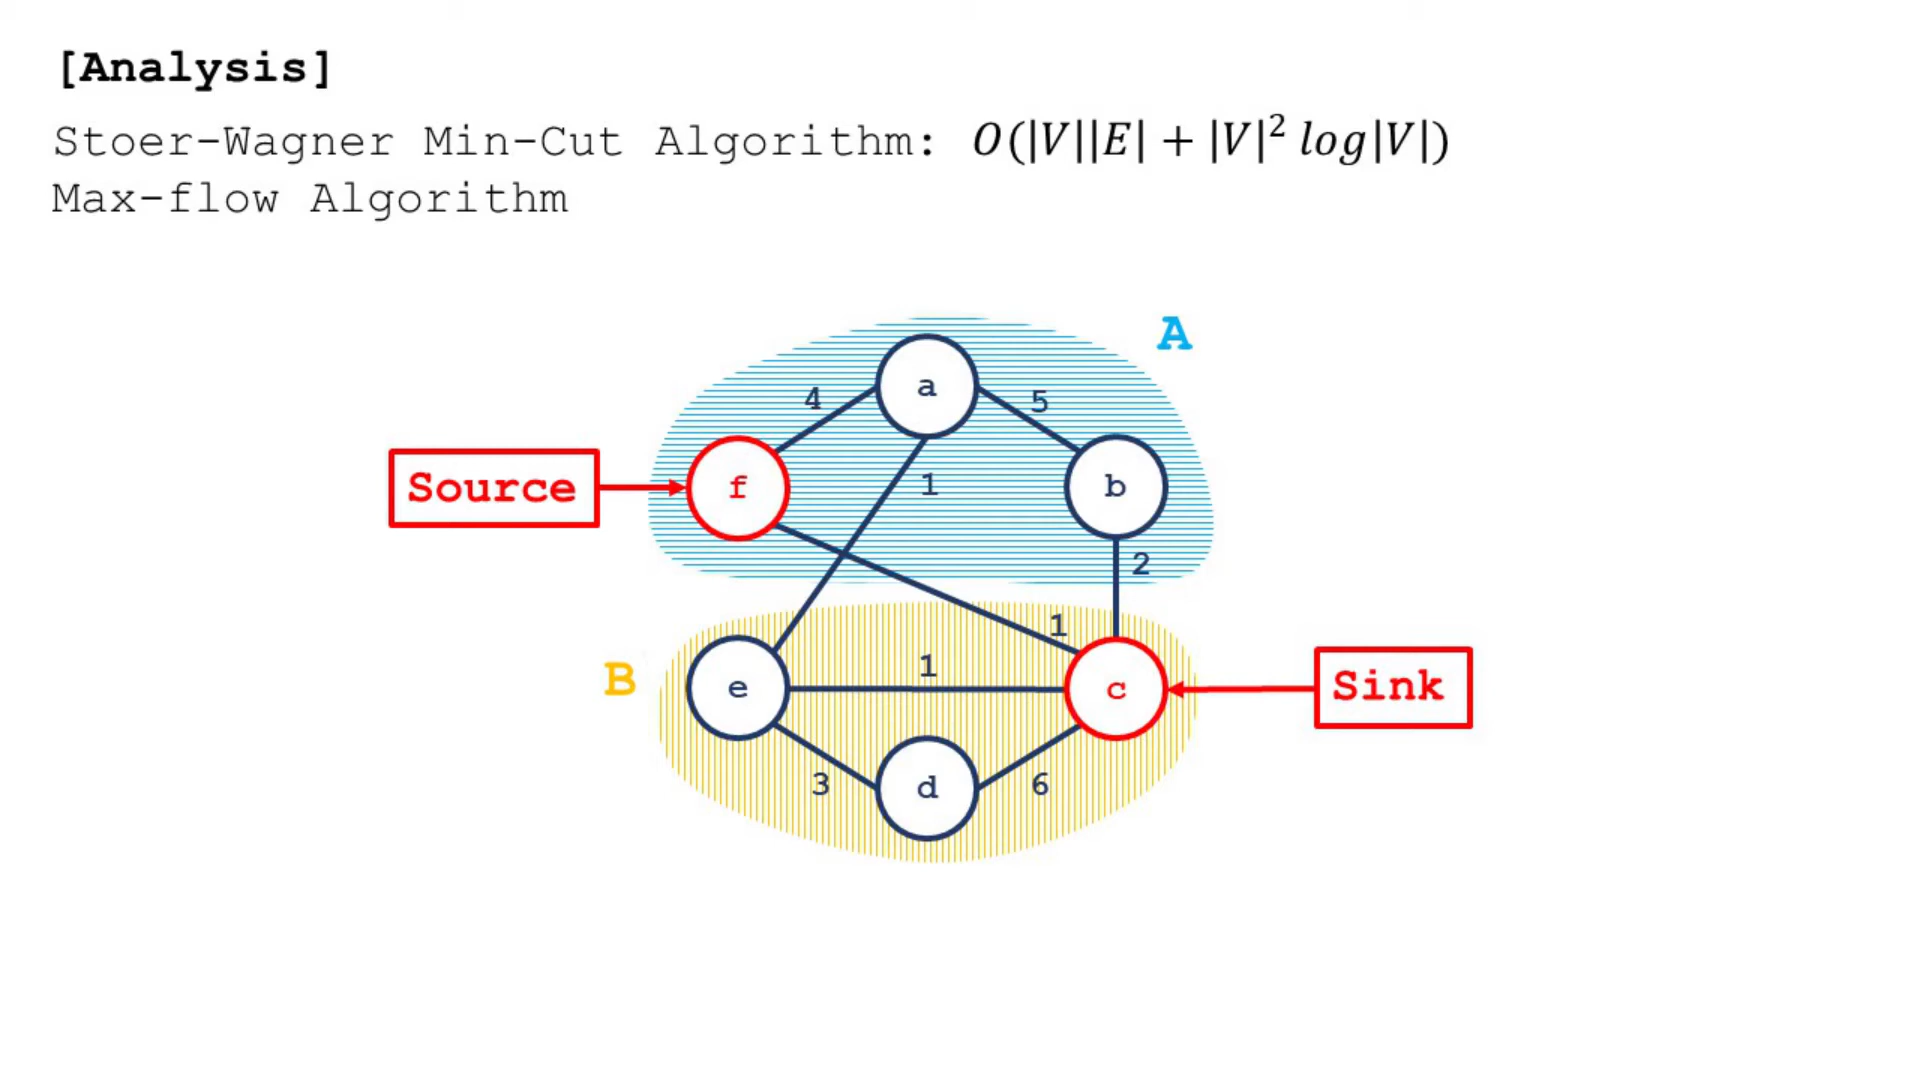 [Analysis]
Stoer-Wagner Min-Cut Algorithm: O(|V||E| + |V|² log|V|)
Max-flow Algorithm
A
a
4
5
Source
f
1
b
2
1
B
e
1
c
Sink
3
d
6